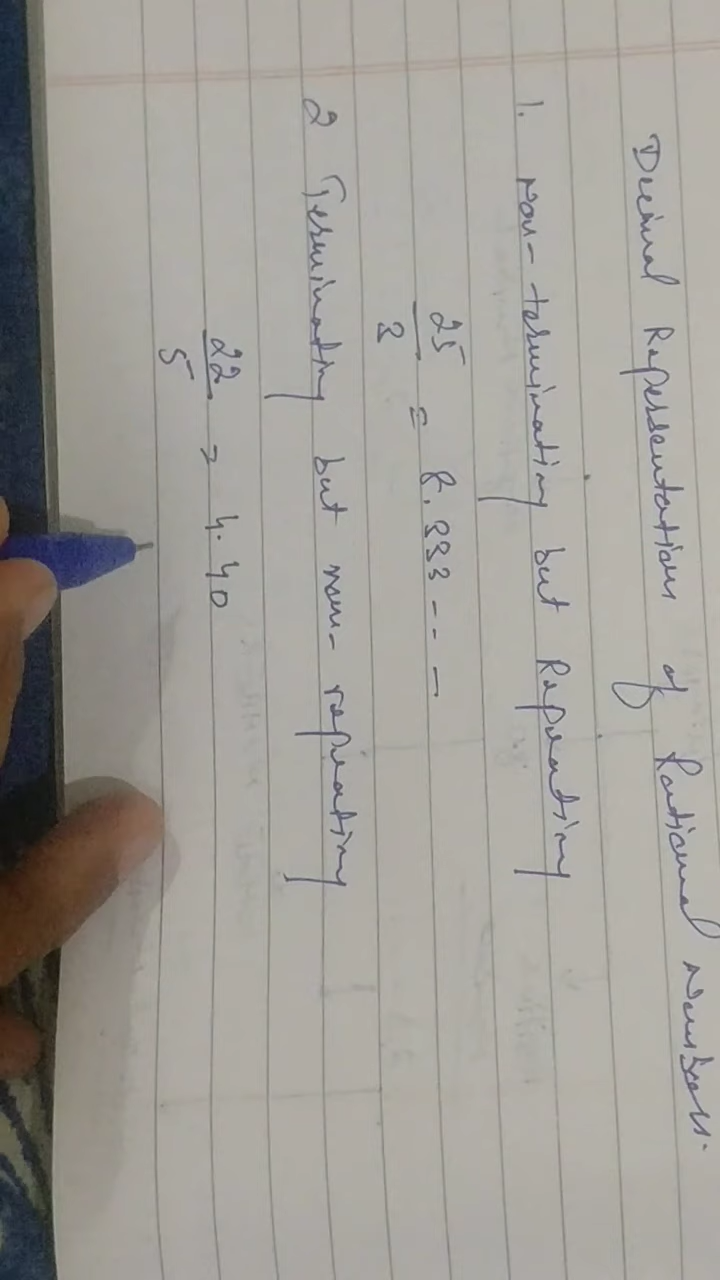 Decimal Representation of Rational Numbers.
1. Non-terminating but Repeating
25/3 = 8.333---
2 Terminating but non-repeating
22/5 = 4.40